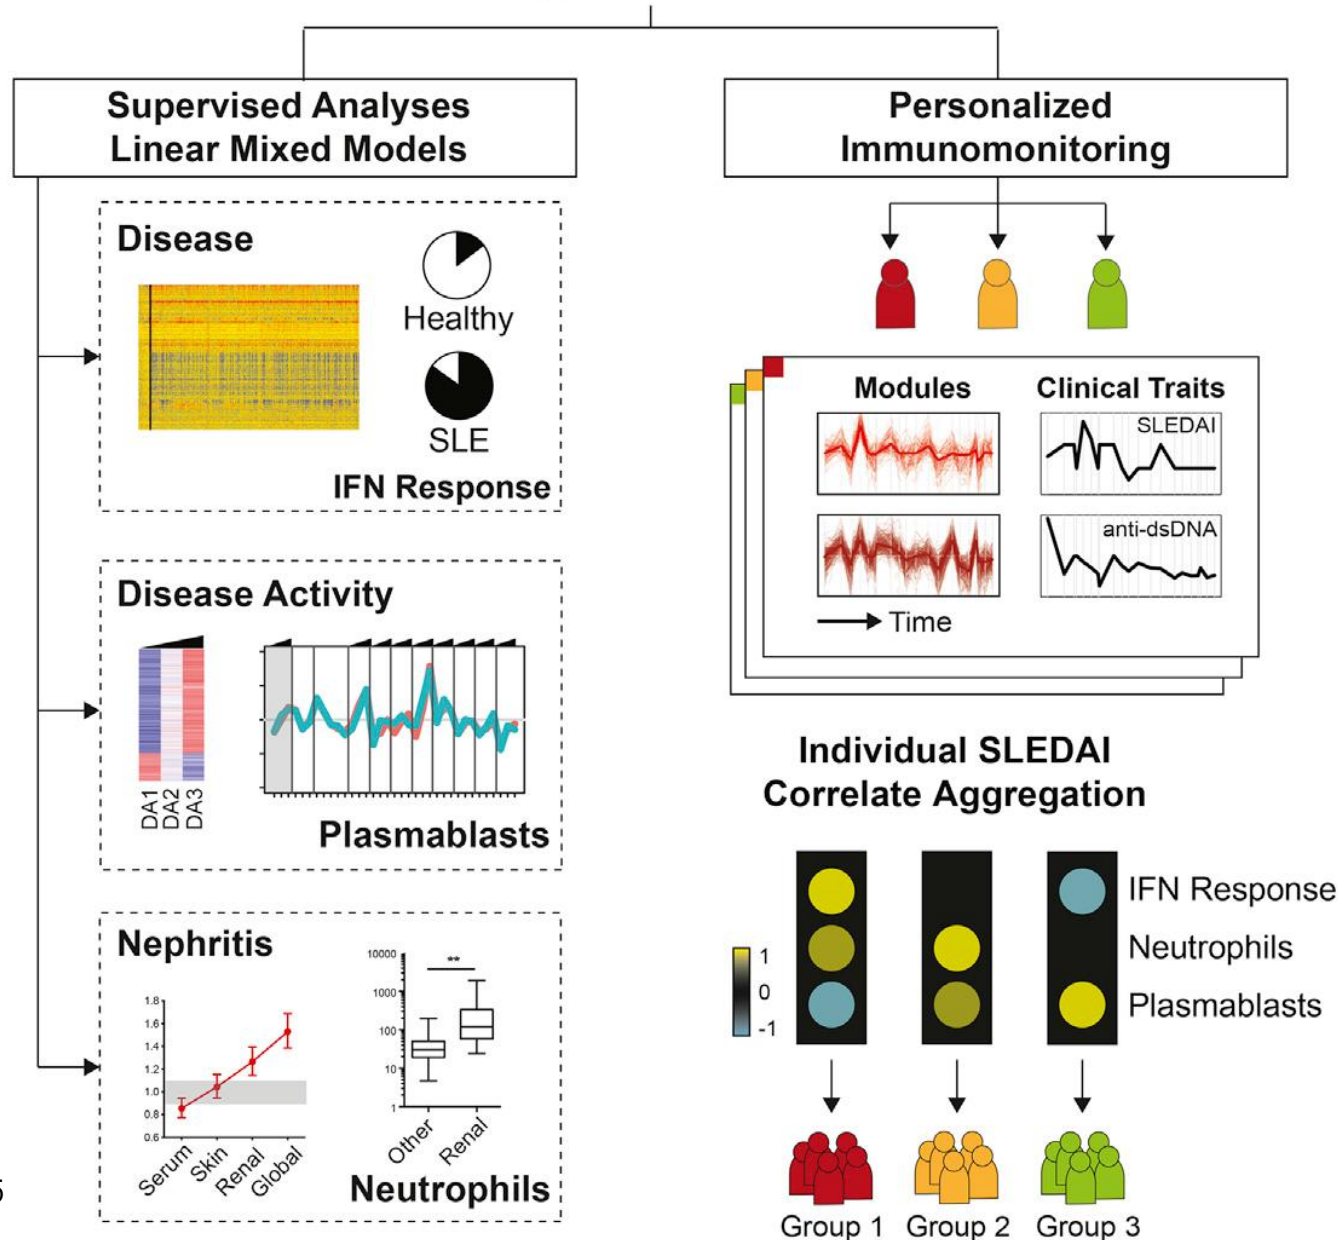 Supervised Analyses
Linear Mixed Models
Disease
Healthy
SLE
IFN Response
Disease Activity
DA1
DA2
DA3
Plasmablasts
Nephritis
1.8
1.6
1.4
1.2
1.0
0.8
0.6
Serum
Skin
Renal
Global
10000
1000
100
10
1
**
Other
Renal
Neutrophils
5
Personalized
Immunomonitoring
Modules
Clinical Traits
SLEDAI
anti-dsDNA
Time
Individual SLEDAI
Correlate Aggregation
1
0
-1
IFN Response
Neutrophils
Plasmablasts
Group 1
Group 2
Group 3